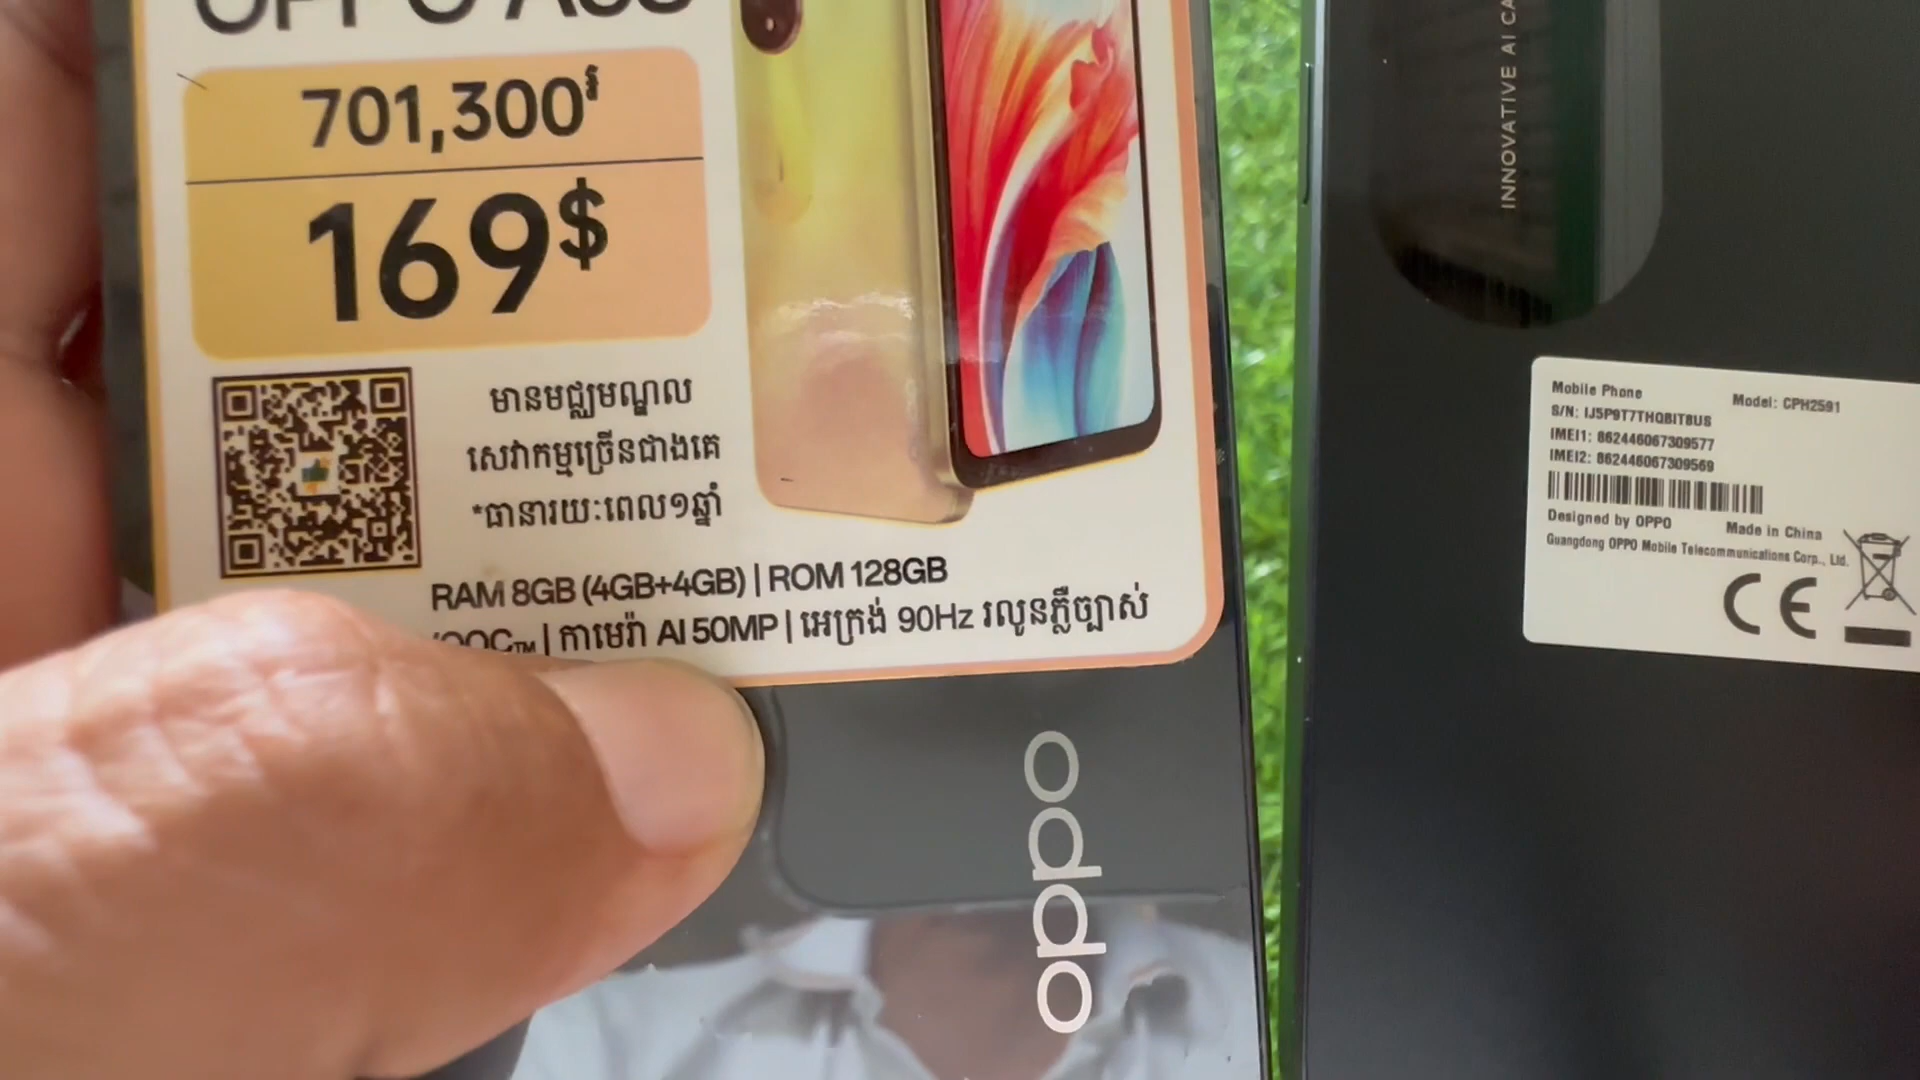 OPPO
701,300៛
169$
មានមជ្ឈមណ្ឌល
សេវាកម្មច្រើនជាងគេ
*ធានារយៈពេល១ឆ្នាំ
RAM 8GB (4GB+4GB) | ROM 128GB
| កាមេរ៉ា AI 50MP | អេក្រង់ 90Hz រលូនភ្លឺច្បាស់
oppo
INNOVATIVE AI
Mobile Phone Model: CPH2591
S/N: IJ5P9T7THQBIT8US
IMEI1: 862446067309577
IMEI2: 862446067309569
Designed by OPPO Made in China
Guangdong OPPO Mobile Telecommunications Corp., Ltd.
CE